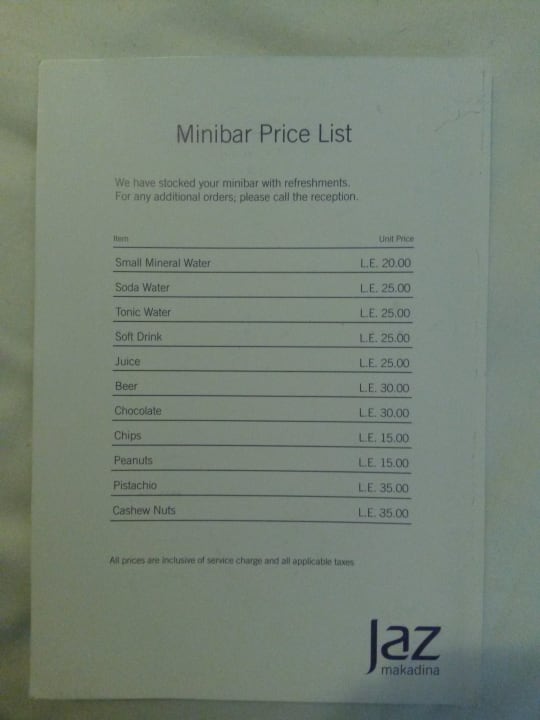 Minibar Price List
We have stocked your minibar with refreshments.
For any additional orders; please call the reception.
Item Unit Price
Small Mineral Water L.E. 20.00
Soda Water L.E. 25.00
Tonic Water L.E. 25.00
Soft Drink L.E. 25.00
Juice L.E. 25.00
Beer L.E. 30.00
Chocolate L.E. 30.00
Chips L.E. 15.00
Peanuts L.E. 15.00
Pistachio L.E. 35.00
Cashew Nuts L.E. 35.00
All prices are inclusive of service charge and all applicable taxes
Jaz
makadina